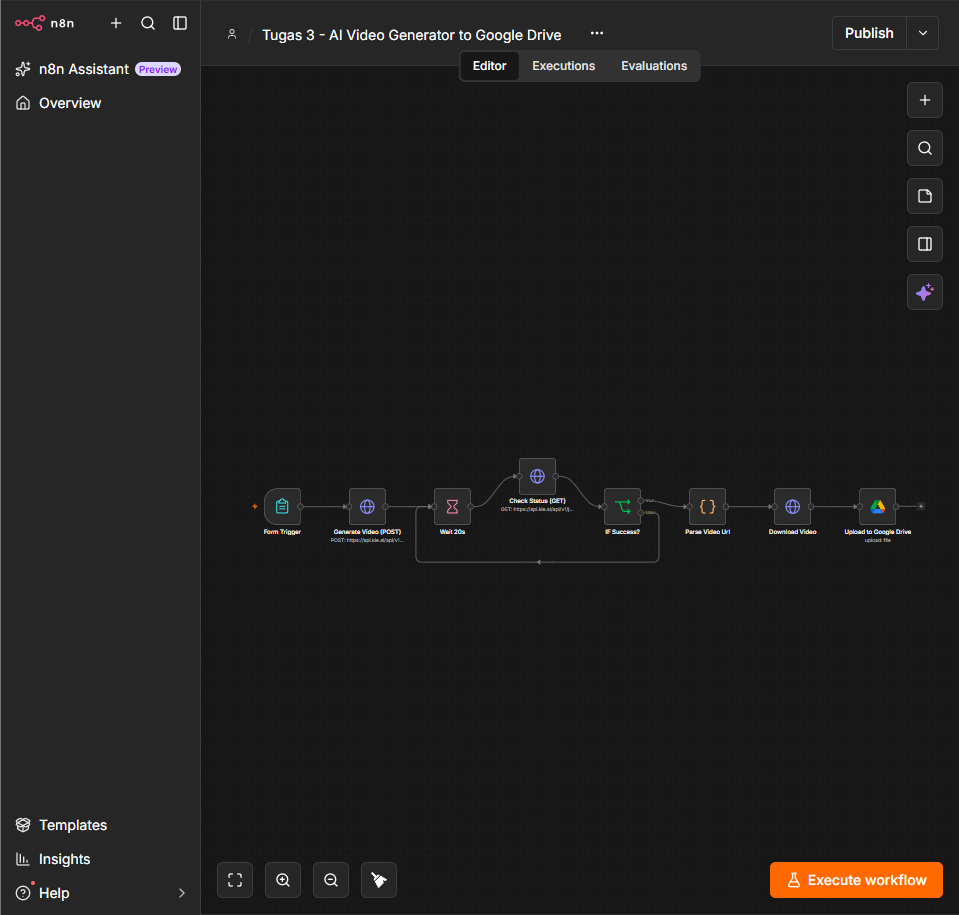 n8n
Tugas 3 - AI Video Generator to Google Drive
Publish
n8n Assistant Preview
Overview
Editor Executions Evaluations
Form Trigger
Generate Video (POST)
POST: https://api.kie.ai/api/v1/...
Wait 20s
Check Status (GET)
GET: https://api.kie.ai/api/v1/j...
IF Success?
true
false
Parse Video Url
Download Video
Upload to Google Drive
upload: file
Templates
Insights
Help
Execute workflow